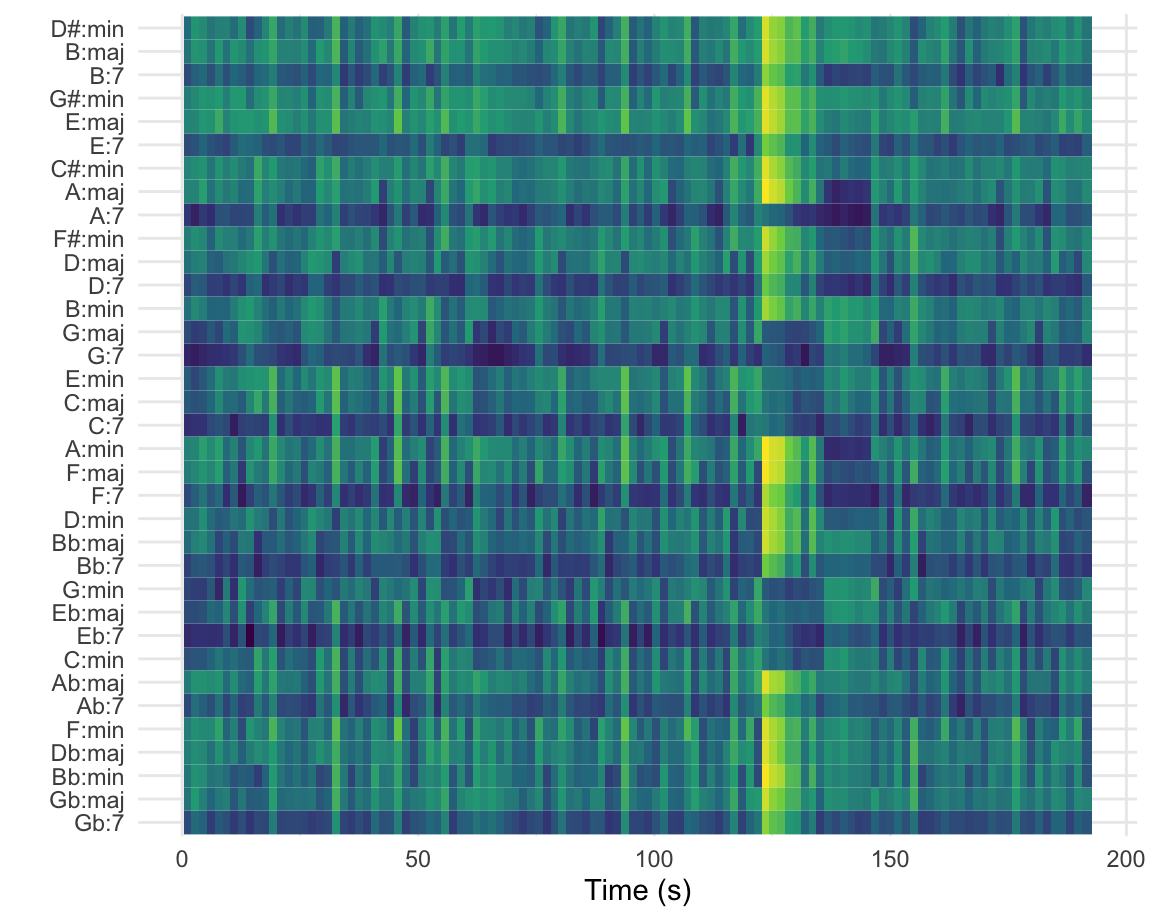 D#:min
B:maj
B:7
G#:min
E:maj
E:7
C#:min
A:maj
A:7
F#:min
D:maj
D:7
B:min
G:maj
G:7
E:min
C:maj
C:7
A:min
F:maj
F:7
D:min
Bb:maj
Bb:7
G:min
Eb:maj
Eb:7
C:min
Ab:maj
Ab:7
F:min
Db:maj
Bb:min
Gb:maj
Gb:7
0 50 100 150 200
Time (s)